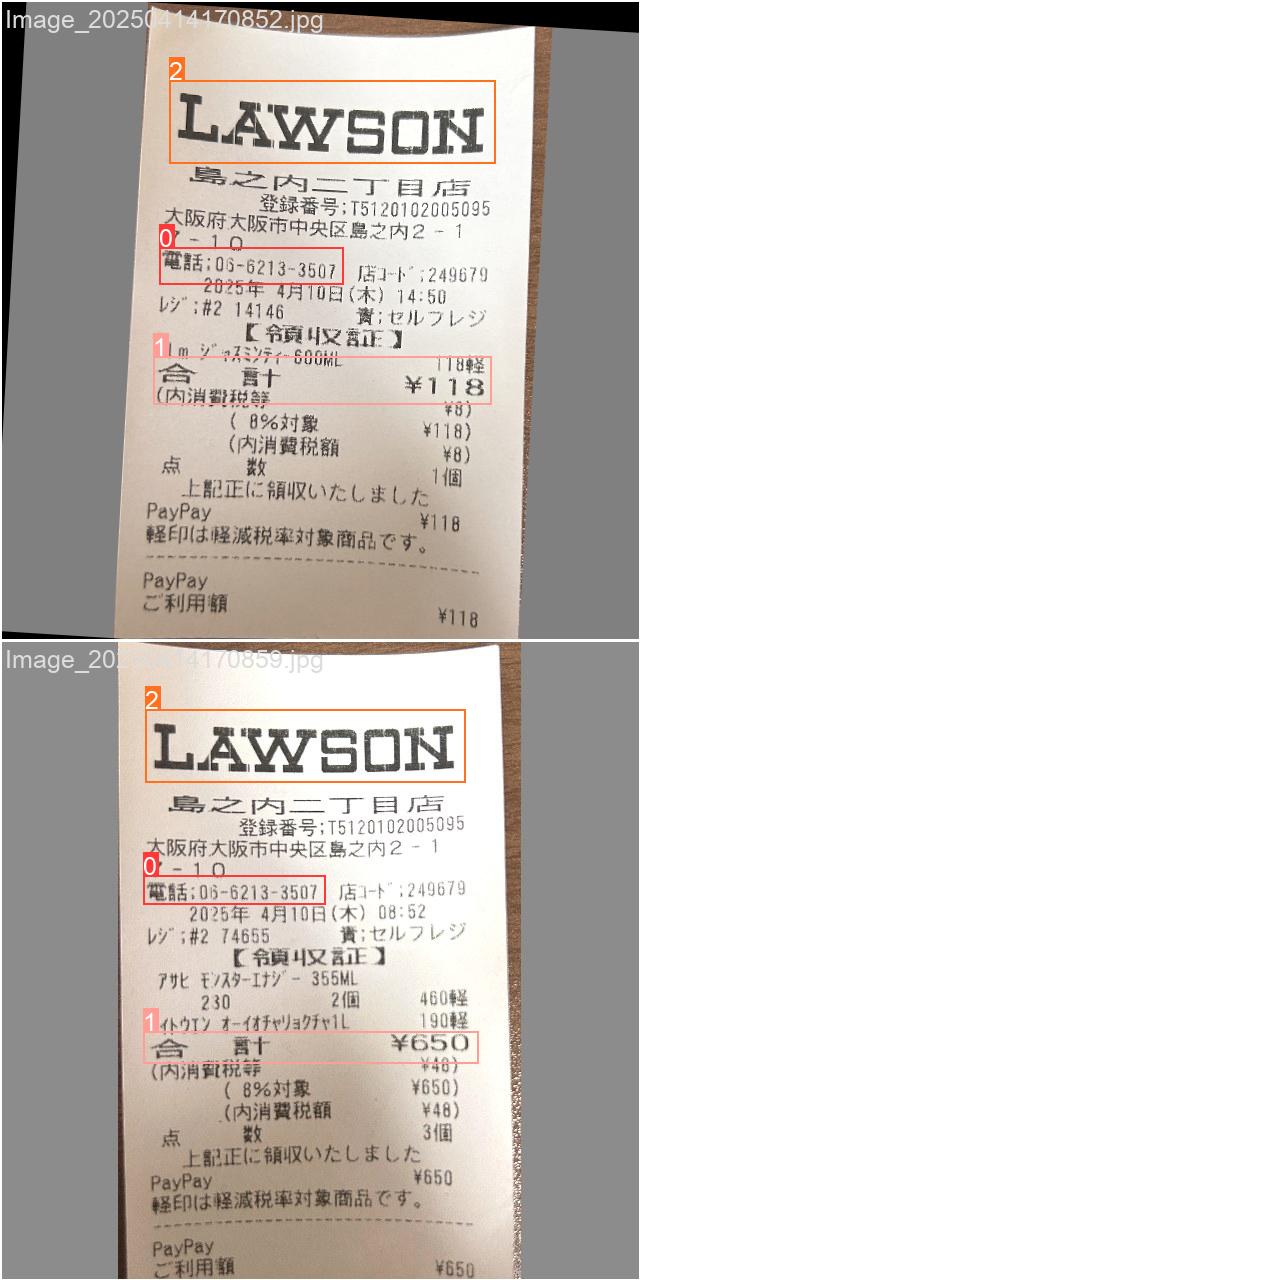 Image_20250414170852.jpg
2
LAWSON
島之内二丁目店
登録番号;T5120102005095
大阪府大阪市中央区島之内2-1
-10
0
電話;06-6213-3507 店コード;249679
2025年 4月10日(木) 14:50
レジ;#2 14146 責;セルフレジ
【領収証】
1
Lm ジャスミンティー600ML 118軽
合 計 ¥118
(内消費税等 ¥8)
( 8%対象 ¥118)
(内消費税額 ¥8)
点 数 1個
上記正に領収いたしました
PayPay ¥118
軽印は軽減税率対象商品です。
PayPay
ご利用額 ¥118
Image_20250414170859.jpg
2
LAWSON
島之内二丁目店
登録番号;T5120102005095
大阪府大阪市中央区島之内2-1
-10
0
電話;06-6213-3507 店コード;249679
2025年 4月10日(木) 08:52
レジ;#2 74655 責;セルフレジ
【領収証】
アサヒ モンスターエナジー 355ML
230 2個 460軽
1
イトウエン オーイオチャリョクチャ1L 190軽
合 計 ¥650
(内消費税等 ¥48)
( 8%対象 ¥650)
(内消費税額 ¥48)
点 数 3個
上記正に領収いたしました
PayPay ¥650
軽印は軽減税率対象商品です。
PayPay
ご利用額 ¥650